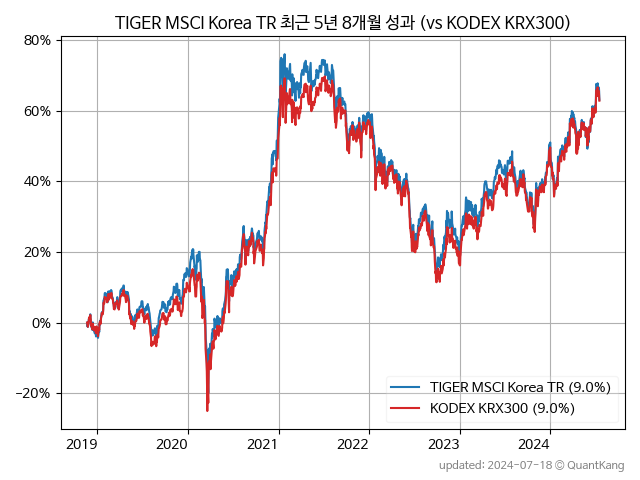 TIGER MSCI Korea TR 최근 5년 8개월 성과 (vs KODEX KRX300)
80%
60%
40%
20%
0%
−20%
TIGER MSCI Korea TR (9.0%)
KODEX KRX300 (9.0%)
2019 2020 2021 2022 2023 2024
updated: 2024-07-18 © QuantKang